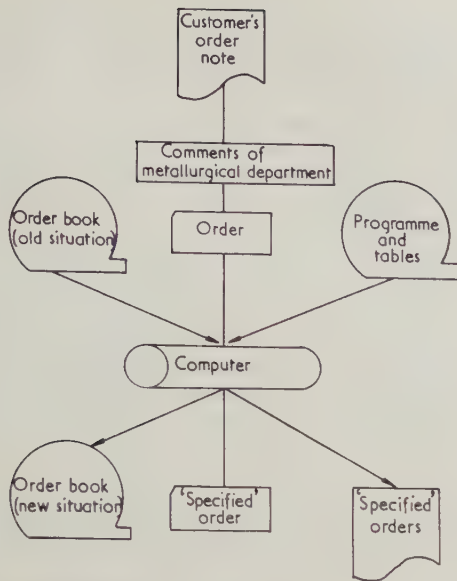 Customer's
order
note
Comments of
metallurgical department
Order book
(old situation)
Order
Programme
and
tables
Computer
Order book
(new situation)
'Specified'
order
'Specified'
orders